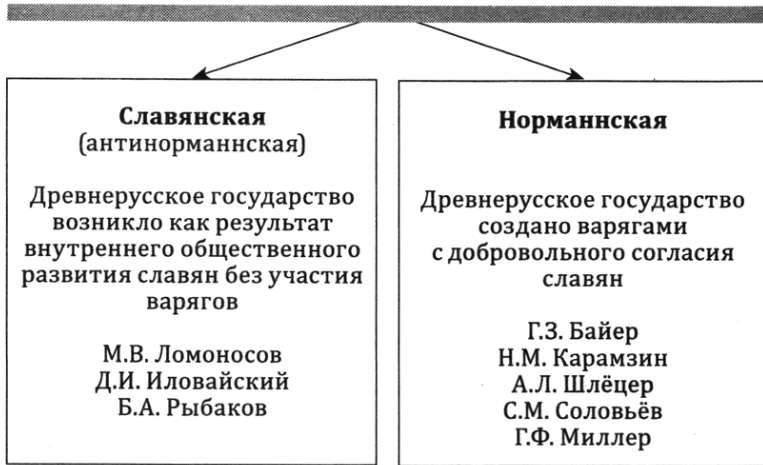 Славянская
(антинорманнская)
Древнерусское государство
возникло как результат
внутреннего общественного
развития славян без участия
варягов
М.В. Ломоносов
Д.И. Иловайский
Б.А. Рыбаков
Норманнская
Древнерусское государство
создано варягами
с добровольного согласия
славян
Г.З. Байер
Н.М. Карамзин
А.Л. Шлёцер
С.М. Соловьёв
Г.Ф. Миллер